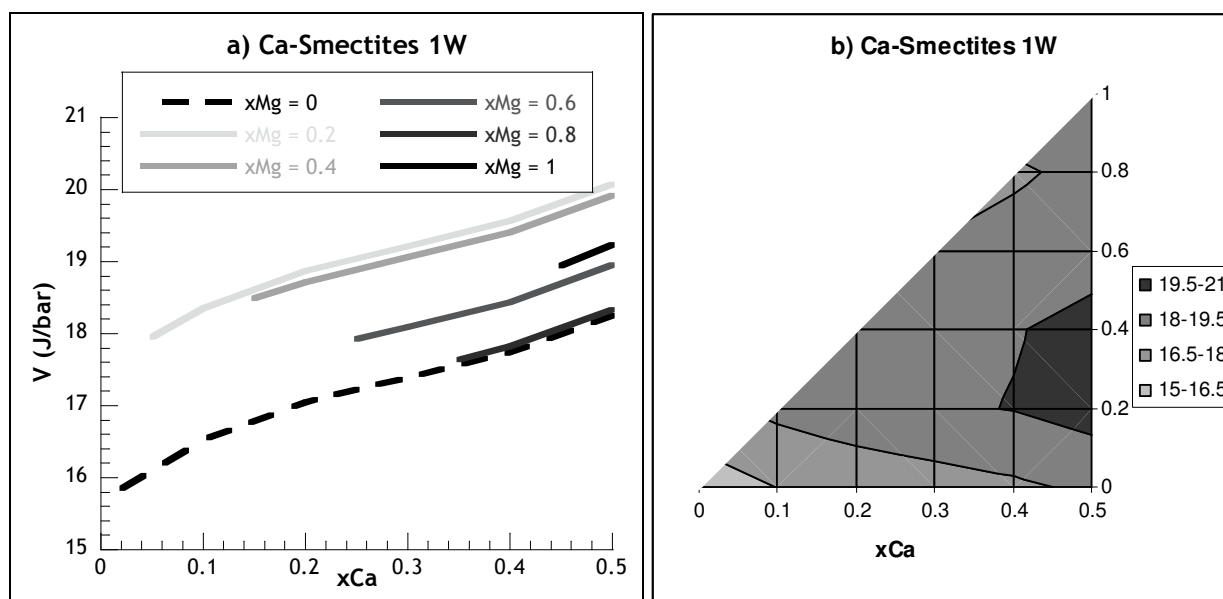 a) Ca-Smectites 1W
xMg = 0
xMg = 0.2
xMg = 0.4
xMg = 0.6
xMg = 0.8
xMg = 1
V (J/bar)
21
20
19
18
17
16
15
0 0.1 0.2 0.3 0.4 0.5
xCa
b) Ca-Smectites 1W
1
0.8
0.6
0.4
0.2
0
0 0.1 0.2 0.3 0.4 0.5
xCa
19.5-21
18-19.5
16.5-18
15-16.5